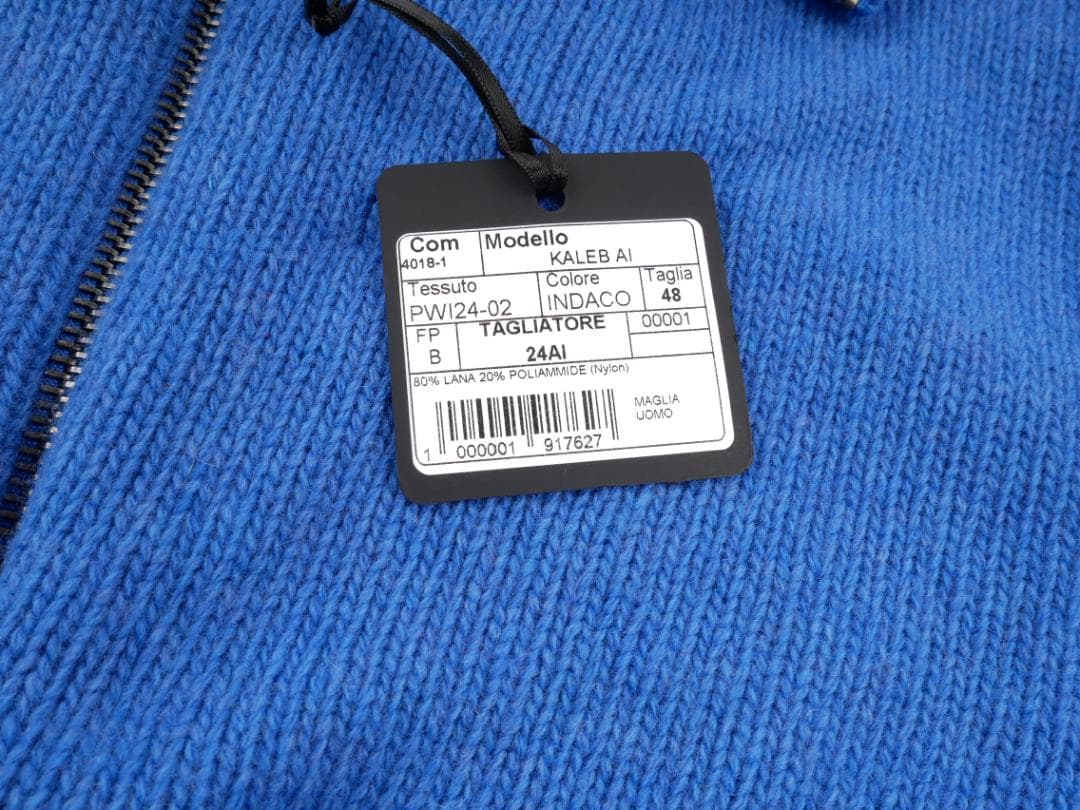 Com Modello
4018-1 KALEB AI
Tessuto Colore Taglia
PWI24-02 INDACO 48
FP TAGLIATORE 00001
B 24AI
80% LANA 20% POLIAMMIDE (Nylon)
MAGLIA
UOMO
1 000001 917627